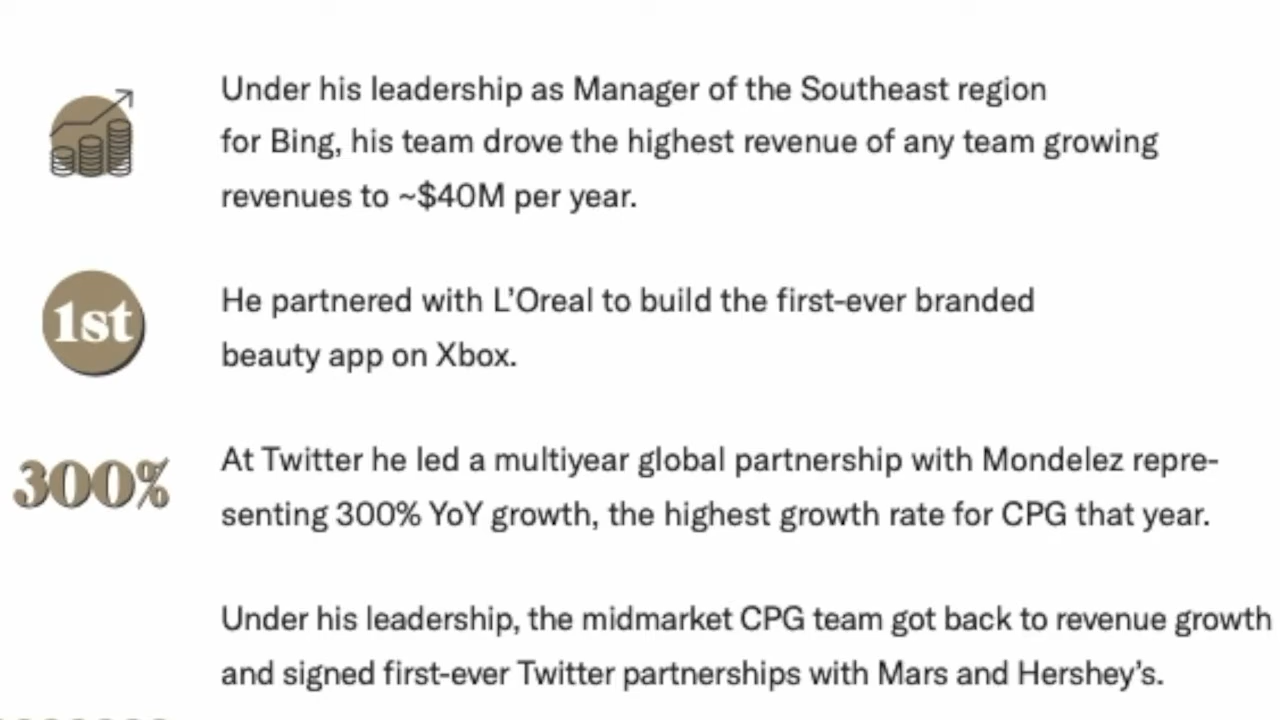 Under his leadership as Manager of the Southeast region
for Bing, his team drove the highest revenue of any team growing
revenues to ~$40M per year.
1st
He partnered with L’Oreal to build the first-ever branded
beauty app on Xbox.
300%
At Twitter he led a multiyear global partnership with Mondelez repre-
senting 300% YoY growth, the highest growth rate for CPG that year.
Under his leadership, the midmarket CPG team got back to revenue growth
and signed first-ever Twitter partnerships with Mars and Hershey’s.